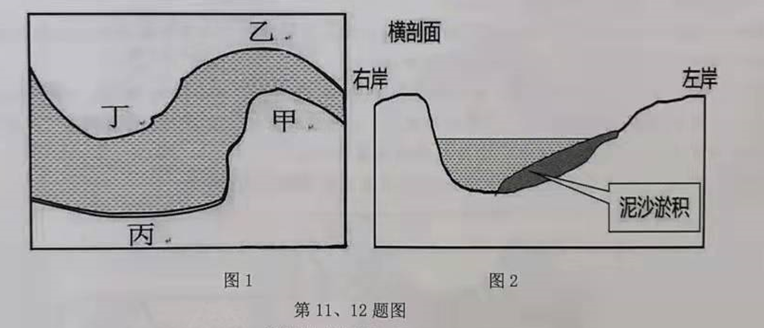 乙
丁
甲
丙
横剖面
右岸 左岸
泥沙淤积
图1 图2
第11、12题图